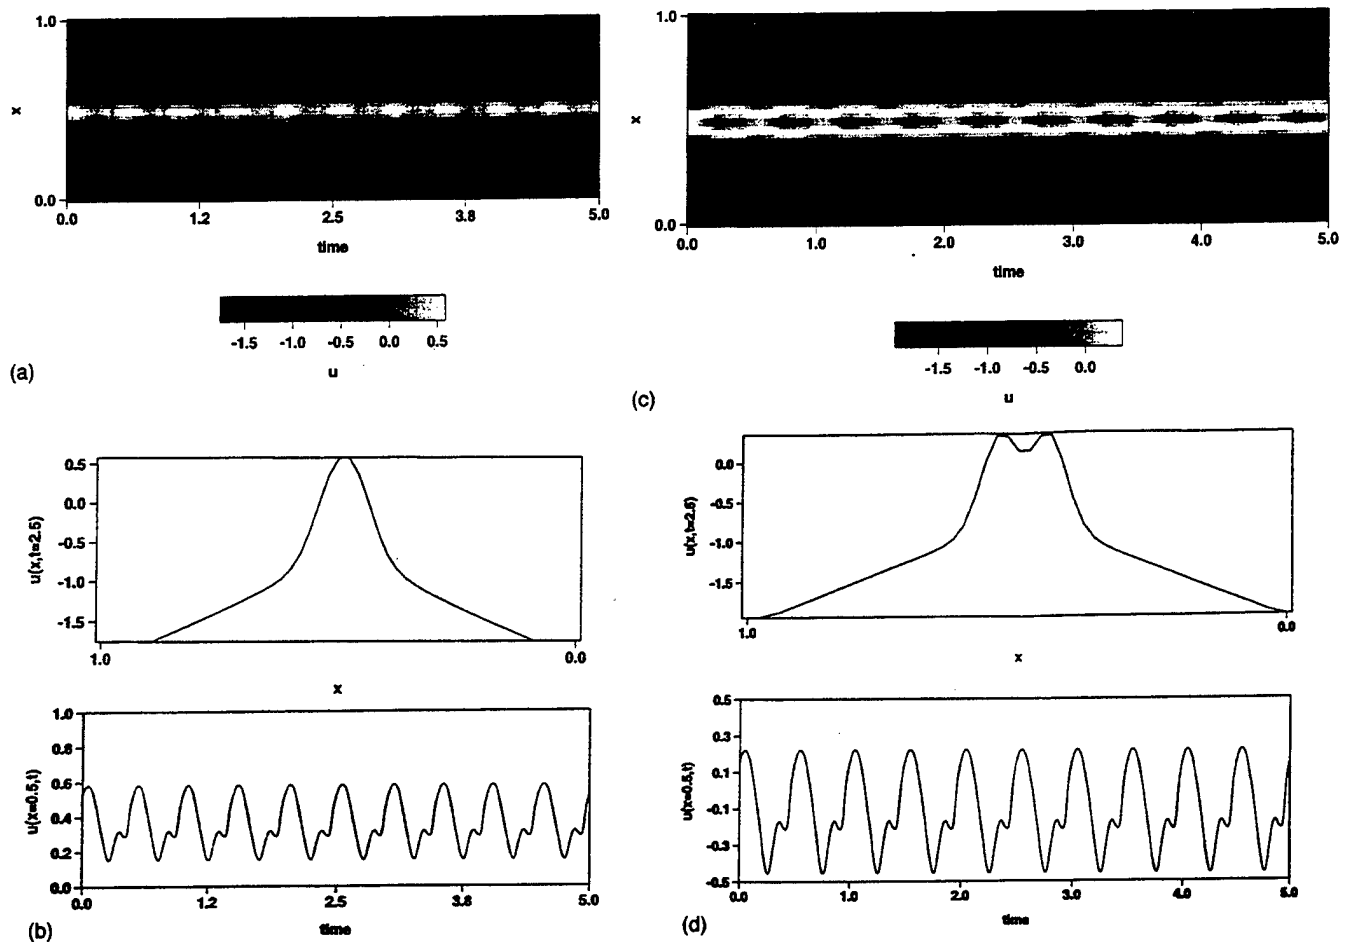 1.0
x
0.0
0.0 1.2 2.5 3.8 5.0
time
-1.5 -1.0 -0.5 0.0 0.5
u
(a)
1.0
x
0.0
0.0 1.0 2.0 3.0 4.0 5.0
time
-1.5 -1.0 -0.5 0.0
u
(c)
0.5
0.0
-0.5
-1.0
-1.5
u(x,t=2.5)
1.0 0.0
x
1.0
0.8
0.6
0.4
0.2
0.0
u(x=0.5,t)
0.0 1.2 2.5 3.8 5.0
time
(b)
0.0
-0.5
-1.0
-1.5
u(x,t=2.5)
1.0 0.0
x
0.5
0.3
0.1
-0.1
-0.3
-0.5
u(x=0.5,t)
0.0 1.0 2.0 3.0 4.0 5.0
time
(d)